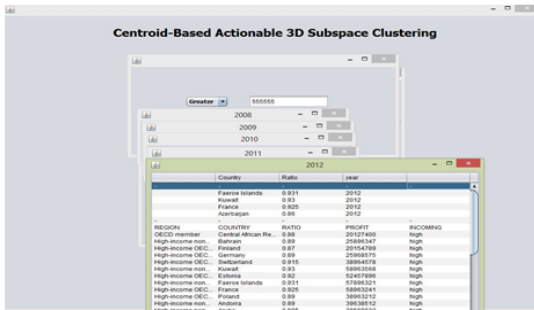 Centroid-Based Actionable 3D Subspace Clustering
Greater 555555
2008
2009
2010
2011
2012
Country Ratio year
- - - - -
Faeroe Islands 0.931 2012
Kuwait 0.93 2012
France 0.925 2012
Azerbaijan 0.86 2012
- - - - -
REGION COUNTRY RATIO PROFIT INCOMING
OECD member Central African Re... 0.88 20127400 high
High-income non... Bahrain 0.89 25896347 high
High-income OEC... Finland 0.87 20154789 high
High-income OEC... Germany 0.89 25968575 high
High-income OEC... Switzerland 0.915 38964578 high
High-income non... Kuwait 0.93 58963568 high
High-income OEC... Estonia 0.92 52457896 high
High-income non... Faeroe Islands 0.931 57896321 high
High-income OEC... France 0.925 58963241 high
High-income OEC... Poland 0.89 38963212 high
High-income non... Andorra 0.89 39638512 high